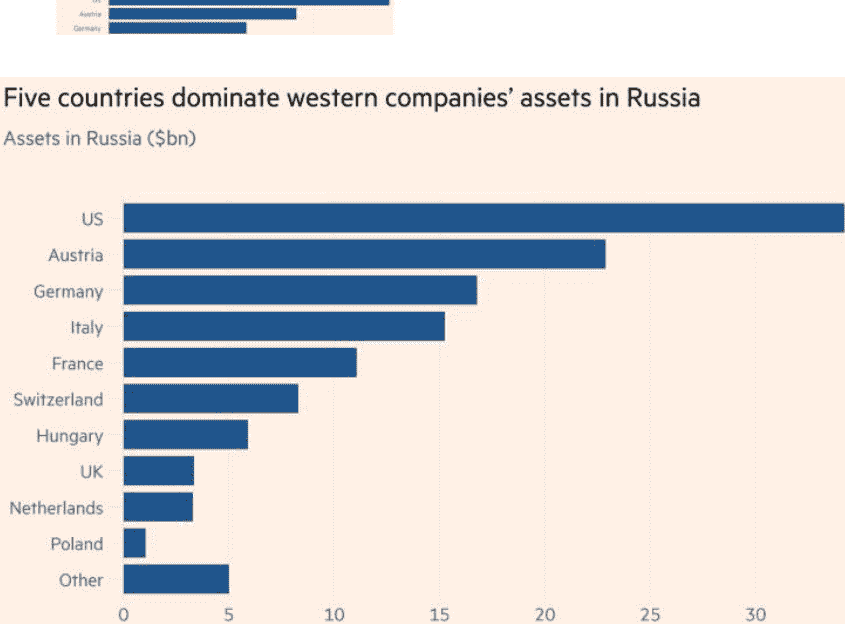 Austria
Germany
Five countries dominate western companies’ assets in Russia
Assets in Russia ($bn)
US
Austria
Germany
Italy
France
Switzerland
Hungary
UK
Netherlands
Poland
Other
0 5 10 15 20 25 30